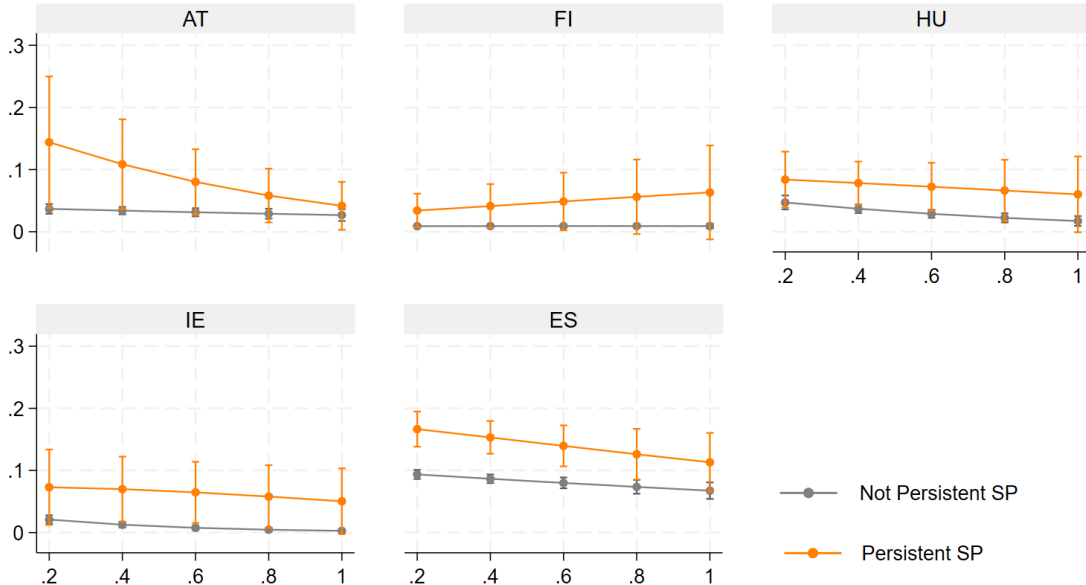 AT FI HU
.3
.2
.1
0
.2 .4 .6 .8 1
IE ES
.3
.2
.1
0
.2 .4 .6 .8 1 .2 .4 .6 .8 1
Not Persistent SP
Persistent SP